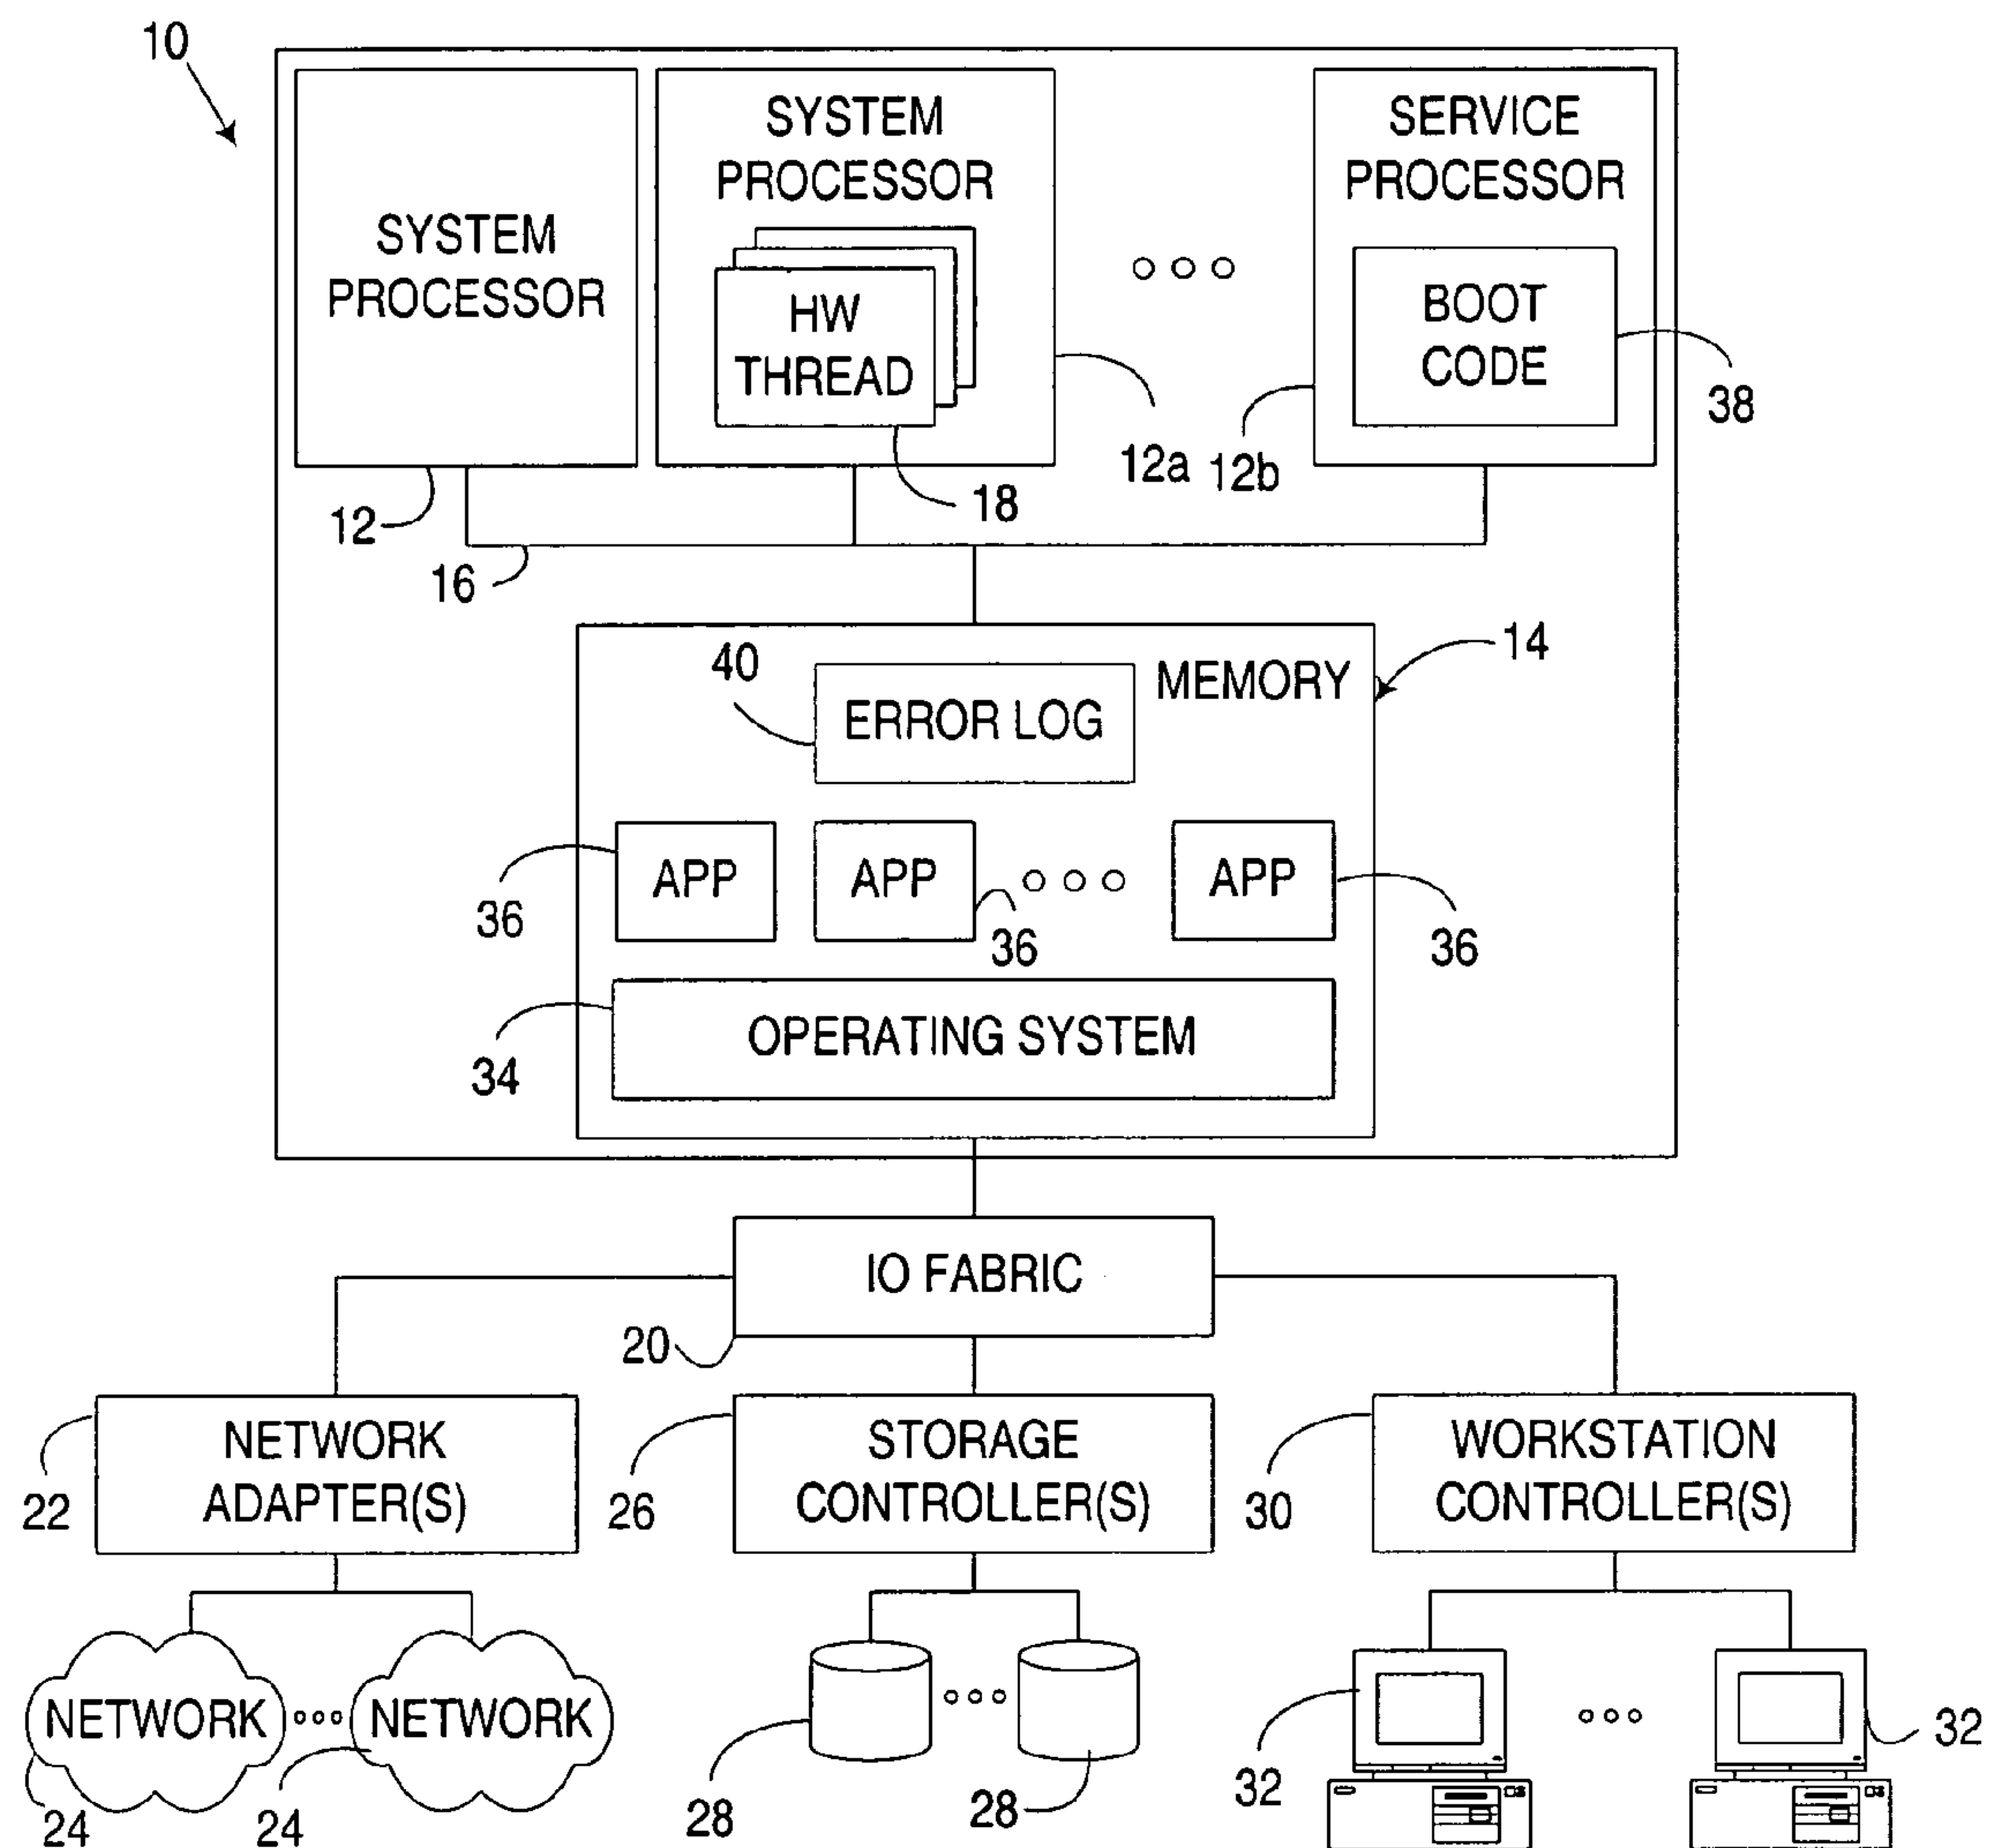 10
SYSTEM
PROCESSOR
SYSTEM
PROCESSOR
HW
THREAD
SERVICE
PROCESSOR
BOOT
CODE
38
12a
12b
18
12
16
14
40
MEMORY
ERROR LOG
APP
APP
APP
36
36
36
OPERATING SYSTEM
34
IO FABRIC
20
NETWORK
ADAPTER(S)
22
STORAGE
CONTROLLER(S)
26
WORKSTATION
CONTROLLER(S)
30
NETWORK
NETWORK
24
24
28
28
32
32